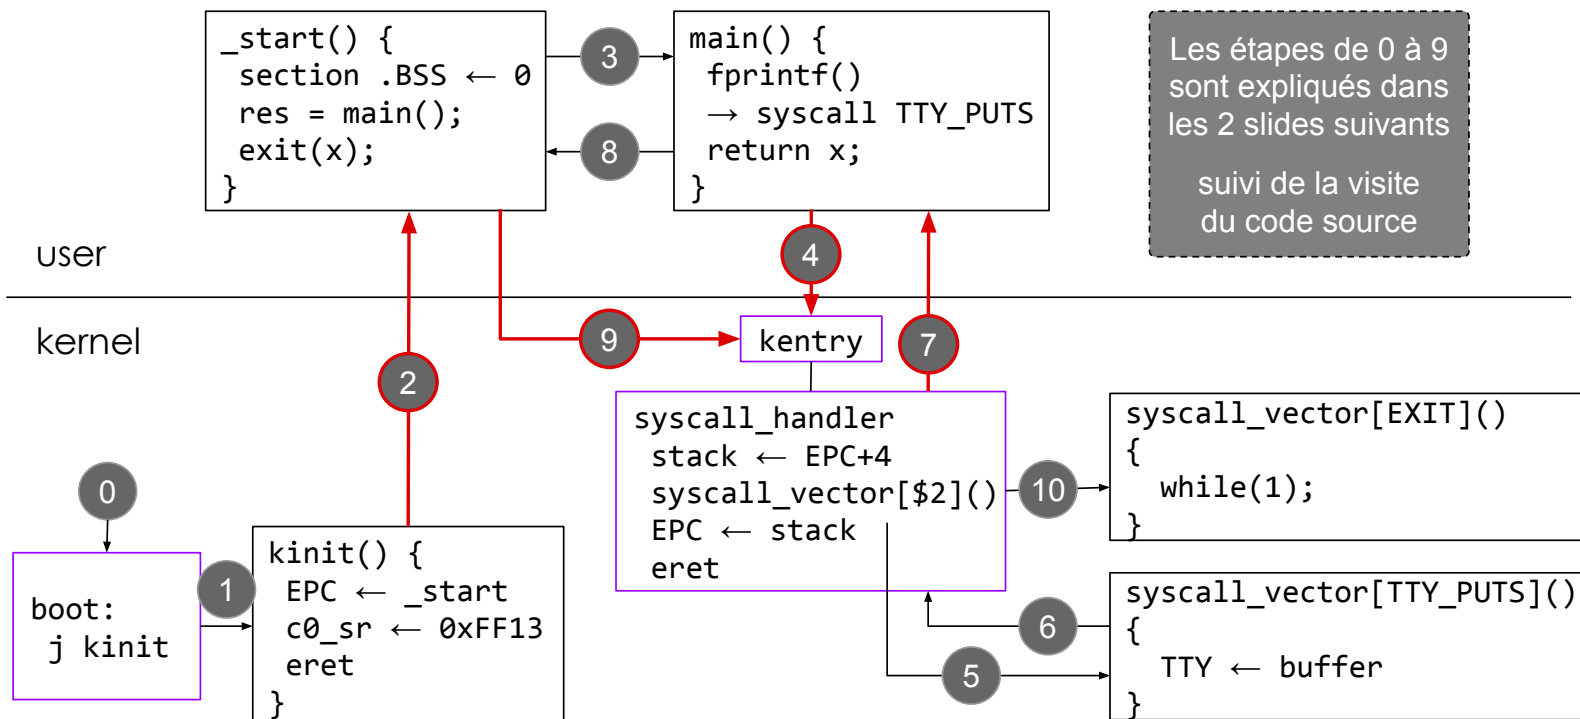 _start() {
section .BSS ← 0
res = main();
exit(x);
}
3
8
main() {
fprintf()
→ syscall TTY_PUTS
return x;
}
Les étapes de 0 à 9
sont expliqués dans
les 2 slides suivants
suivi de la visite
du code source
user
4
kernel
2
9
kentry
7
0
boot:
j kinit
1
kinit() {
EPC ← _start
c0_sr ← 0xFF13
eret
}
syscall_handler
stack ← EPC+4
syscall_vector[$2]()
EPC ← stack
eret
10
syscall_vector[EXIT]()
{
while(1);
}
6
5
syscall_vector[TTY_PUTS]()
{
TTY ← buffer
}